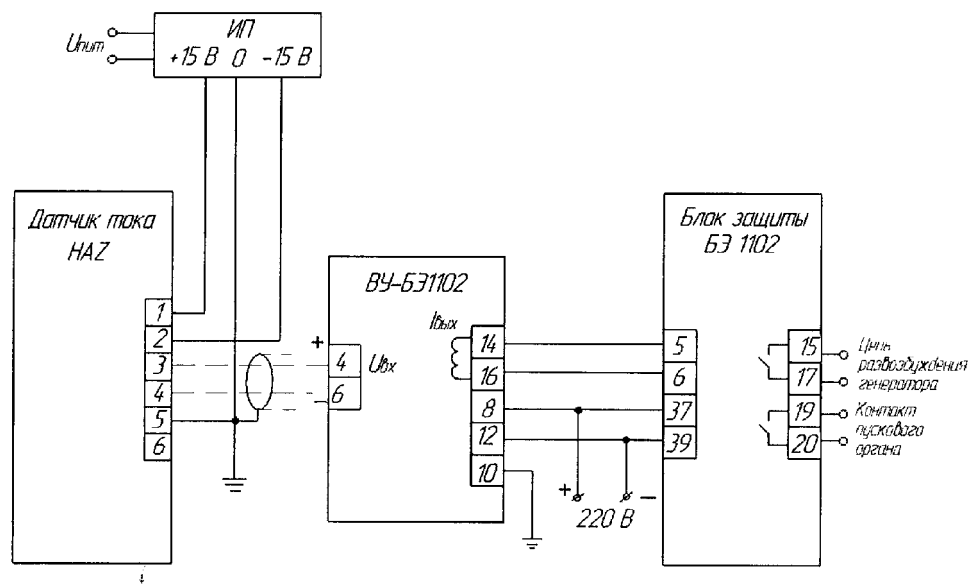 ИП
Uпит
+15 В 0 -15 В
Датчик тока
HAZ
1
2
3
4
5
6
ВУ-БЭ1102
+
4
Uвх
−
6
Iвых
14
16
8
12
10
+
−
220 В
Блок защиты
БЭ 1102
5
6
37
39
15
17
19
20
Цепь
развозбуждения
генератора
Контакт
пускового
органа